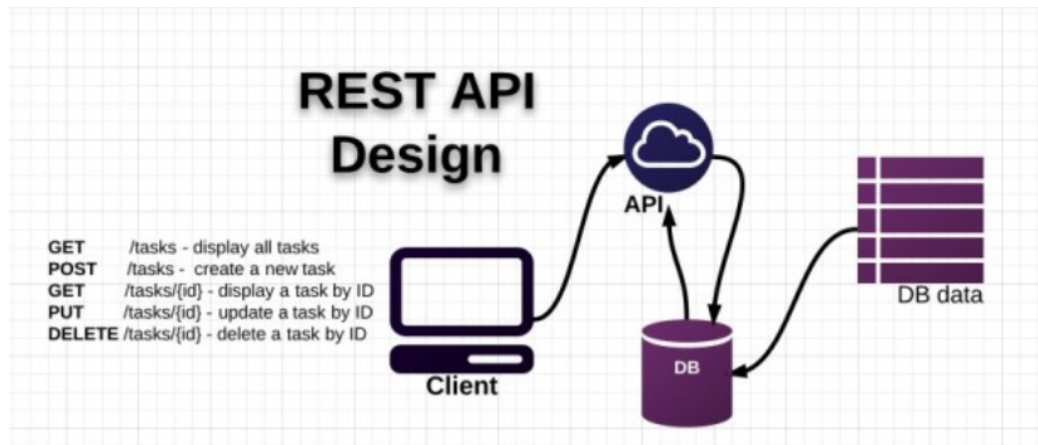 REST API
Design
GET /tasks - display all tasks
POST /tasks - create a new task
GET /tasks/{id} - display a task by ID
PUT /tasks/{id} - update a task by ID
DELETE /tasks/{id} - delete a task by ID
Client
API
DB
DB data